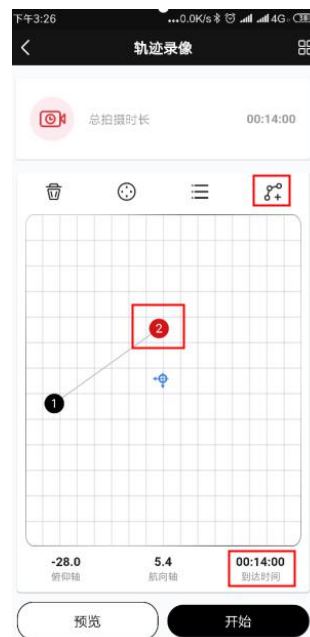 下午3:26 ...0.0K/s 4G
轨迹录像
总拍摄时长 00:14:00
2
1
-28.0 5.4 00:14:00
俯仰轴 航向轴 到达时间
预览 开始